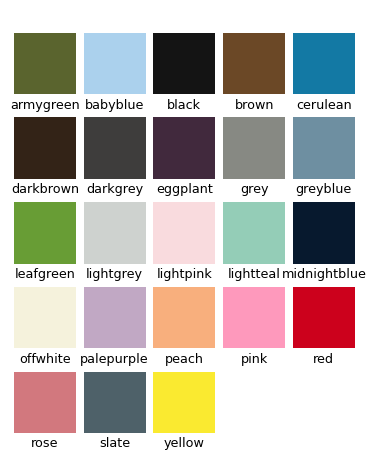 armygreen babyblue black brown cerulean
darkbrown darkgrey eggplant grey greyblue
leafgreen lightgrey lightpink lightteal midnightblue
offwhite palepurple peach pink red
rose slate yellow